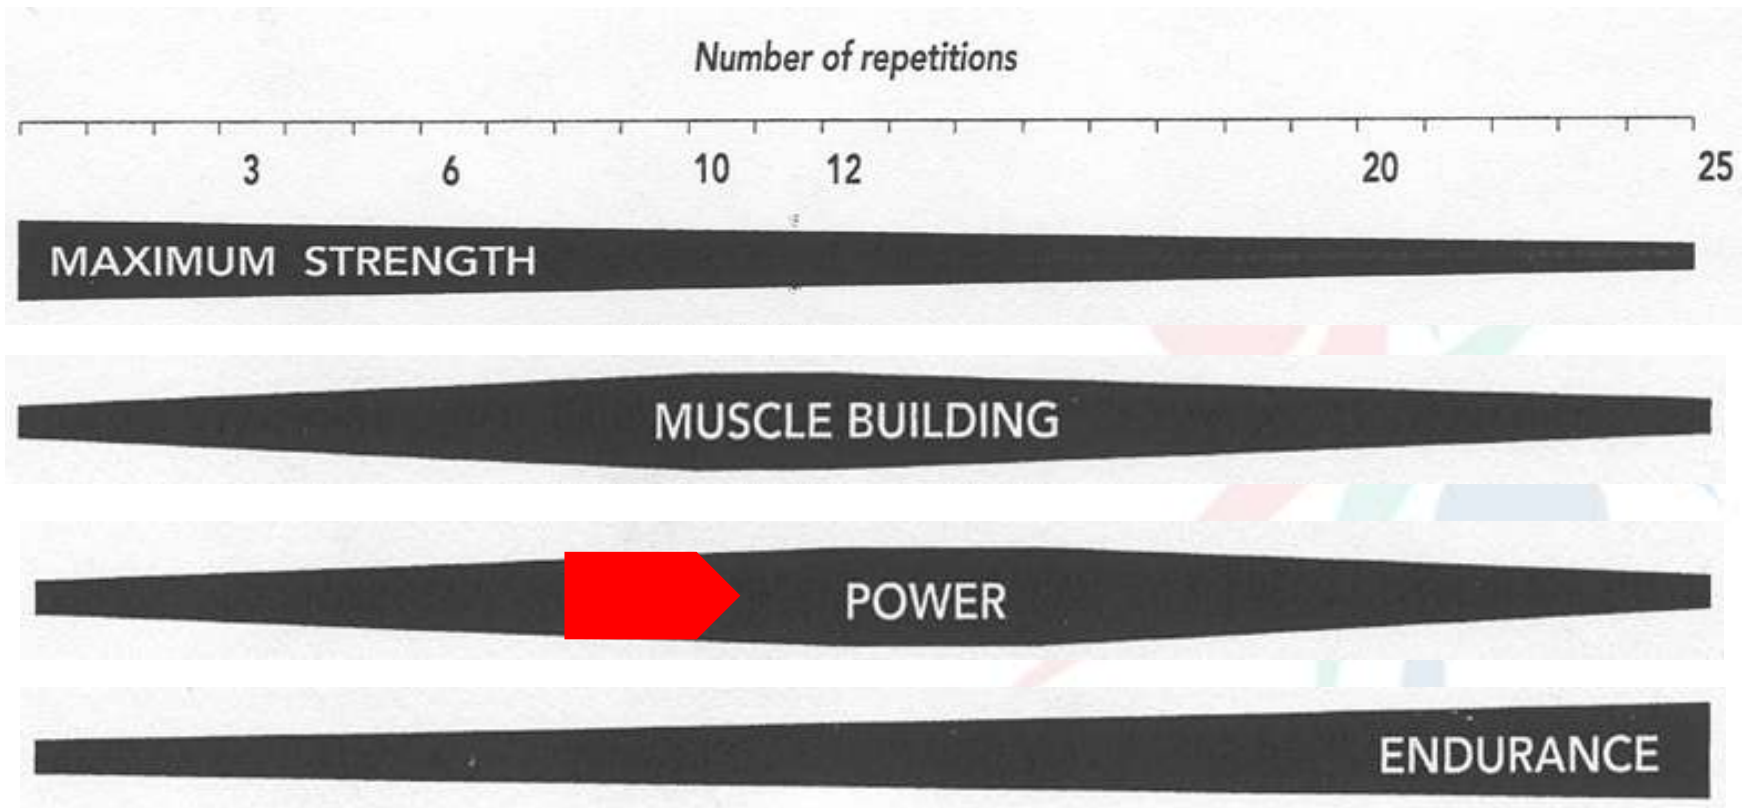 Number of repetitions
3 6 10 12 20 25
MAXIMUM STRENGTH
MUSCLE BUILDING
POWER
ENDURANCE